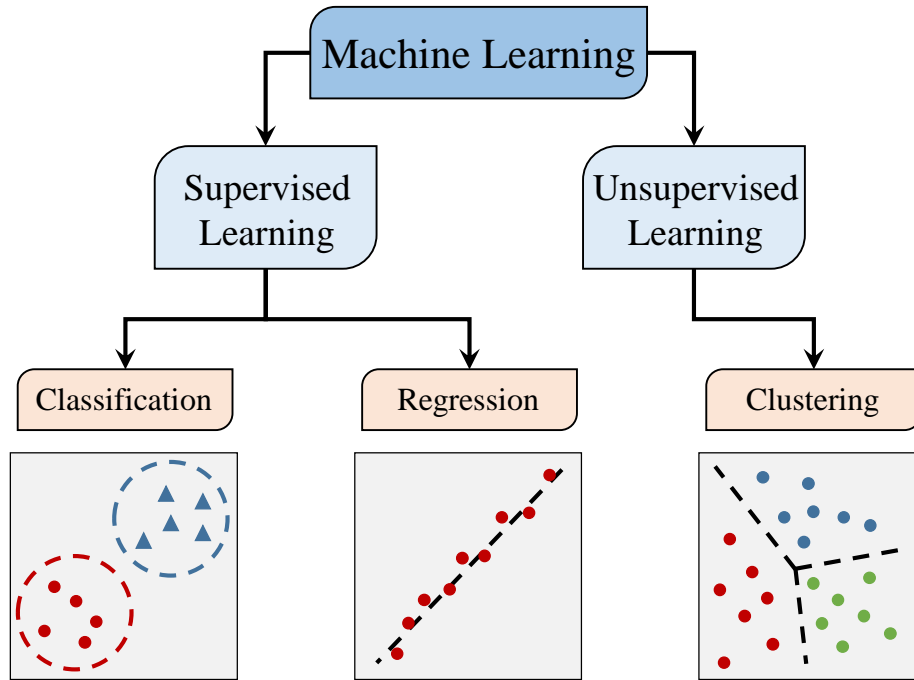 Machine Learning
Supervised
Learning
Unsupervised
Learning
Classification
Regression
Clustering